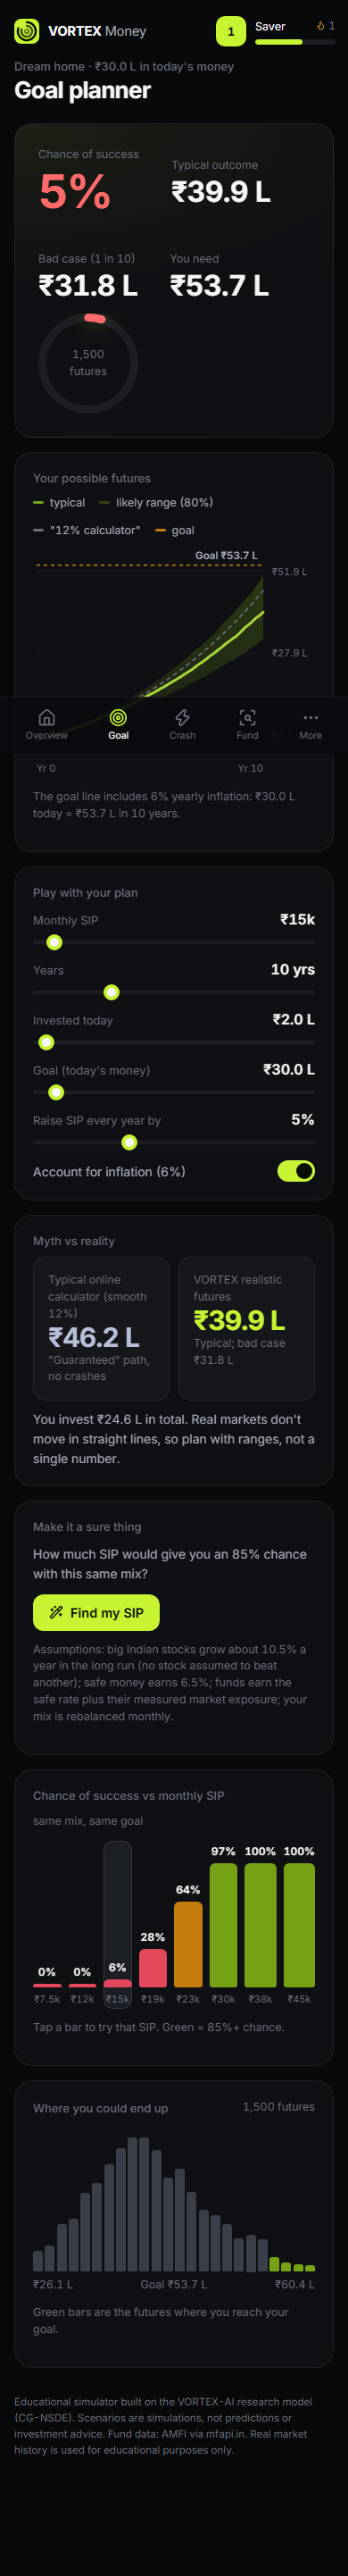 VORTEX Money
1
Saver
1
Dream home · ₹30.0 L in today's money
Goal planner
Chance of success
5%
Typical outcome
₹39.9 L
Bad case (1 in 10)
₹31.8 L
You need
₹53.7 L
1,500
futures
Your possible futures
typical
likely range (80%)
"12% calculator"
goal
Goal ₹53.7 L
₹51.9 L
₹27.9 L
Overview
Goal
Crash
Fund
More
Yr 0
Yr 10
The goal line includes 6% yearly inflation: ₹30.0 L
today = ₹53.7 L in 10 years.
Play with your plan
Monthly SIP
₹15k
Years
10 yrs
Invested today
₹2.0 L
Goal (today's money)
₹30.0 L
Raise SIP every year by
5%
Account for inflation (6%)
Myth vs reality
Typical online
calculator (smooth
12%)
₹46.2 L
"Guaranteed" path,
no crashes
VORTEX realistic
futures
₹39.9 L
Typical; bad case
₹31.8 L
You invest ₹24.6 L in total. Real markets don't
move in straight lines, so plan with ranges, not a
single number.
Make it a sure thing
How much SIP would give you an 85% chance
with this same mix?
Find my SIP
Assumptions: big Indian stocks grow about 10.5% a
year in the long run (no stock assumed to beat
another); safe money earns 6.5%; funds earn the
safe rate plus their measured market exposure; your
mix is rebalanced monthly.
Chance of success vs monthly SIP
same mix, same goal
0%
0%
6%
28%
64%
97%
100%
100%
₹7.5k
₹12k
₹15k
₹19k
₹23k
₹30k
₹38k
₹45k
Tap a bar to try that SIP. Green = 85%+ chance.
Where you could end up
1,500 futures
₹26.1 L
Goal ₹53.7 L
₹60.4 L
Green bars are the futures where you reach your
goal.
Educational simulator built on the VORTEX-AI research model
(CG-NSDE). Scenarios are simulations, not predictions or
investment advice. Fund data: AMFI via mfapi.in. Real market
history is used for educational purposes only.